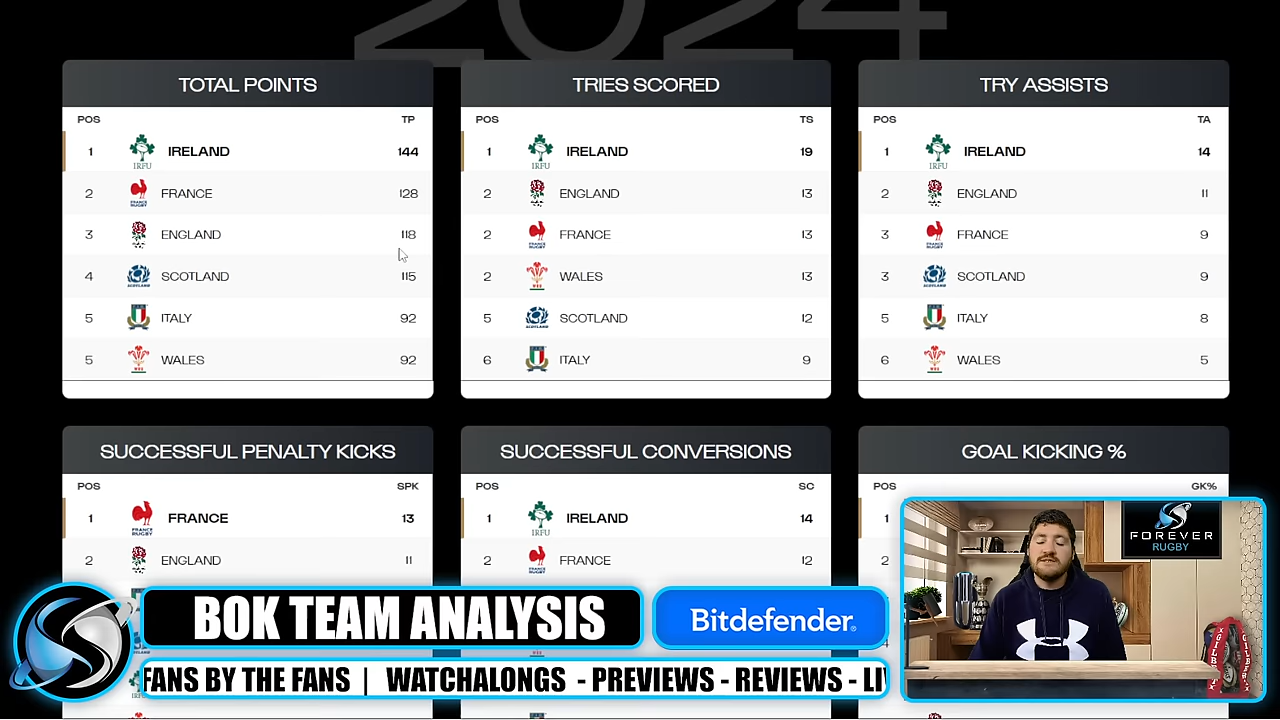 2024
TOTAL POINTS
POS TP
1 IRELAND 144
2 FRANCE 128
3 ENGLAND 118
4 SCOTLAND 115
5 ITALY 92
5 WALES 92
TRIES SCORED
POS TS
1 IRELAND 19
2 ENGLAND 13
2 FRANCE 13
2 WALES 13
5 SCOTLAND 12
6 ITALY 9
TRY ASSISTS
POS TA
1 IRELAND 14
2 ENGLAND 11
3 FRANCE 9
3 SCOTLAND 9
5 ITALY 8
6 WALES 5
SUCCESSFUL PENALTY KICKS
POS SPK
1 FRANCE 13
2 ENGLAND 11
SUCCESSFUL CONVERSIONS
POS SC
1 IRELAND 14
2 FRANCE 12
GOAL KICKING %
POS GK%
1
2
FOREVER
RUGBY
BOK TEAM ANALYSIS
Bitdefender
FANS BY THE FANS | WATCHALONGS - PREVIEWS - REVIEWS - LI